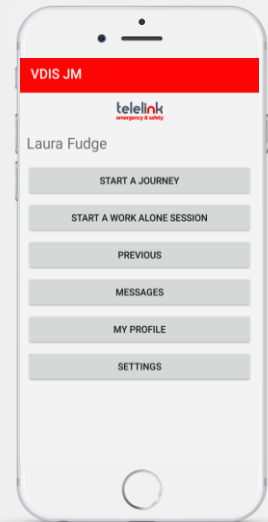 VDIS JM
telelink
emergency & safety
Laura Fudge
START A JOURNEY
START A WORK ALONE SESSION
PREVIOUS
MESSAGES
MY PROFILE
SETTINGS